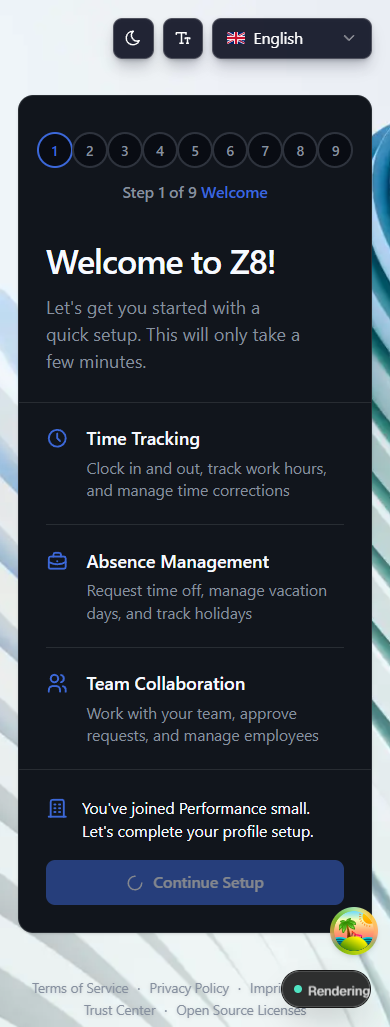 English
1 2 3 4 5 6 7 8 9
Step 1 of 9 Welcome
Welcome to Z8!
Let's get you started with a
quick setup. This will only take a
few minutes.
Time Tracking
Clock in and out, track work hours,
and manage time corrections
Absence Management
Request time off, manage vacation
days, and track holidays
Team Collaboration
Work with your team, approve
requests, and manage employees
You've joined Performance small.
Let's complete your profile setup.
Continue Setup
Terms of Service · Privacy Policy ·
Rendering
Trust Center · Open Source Licenses